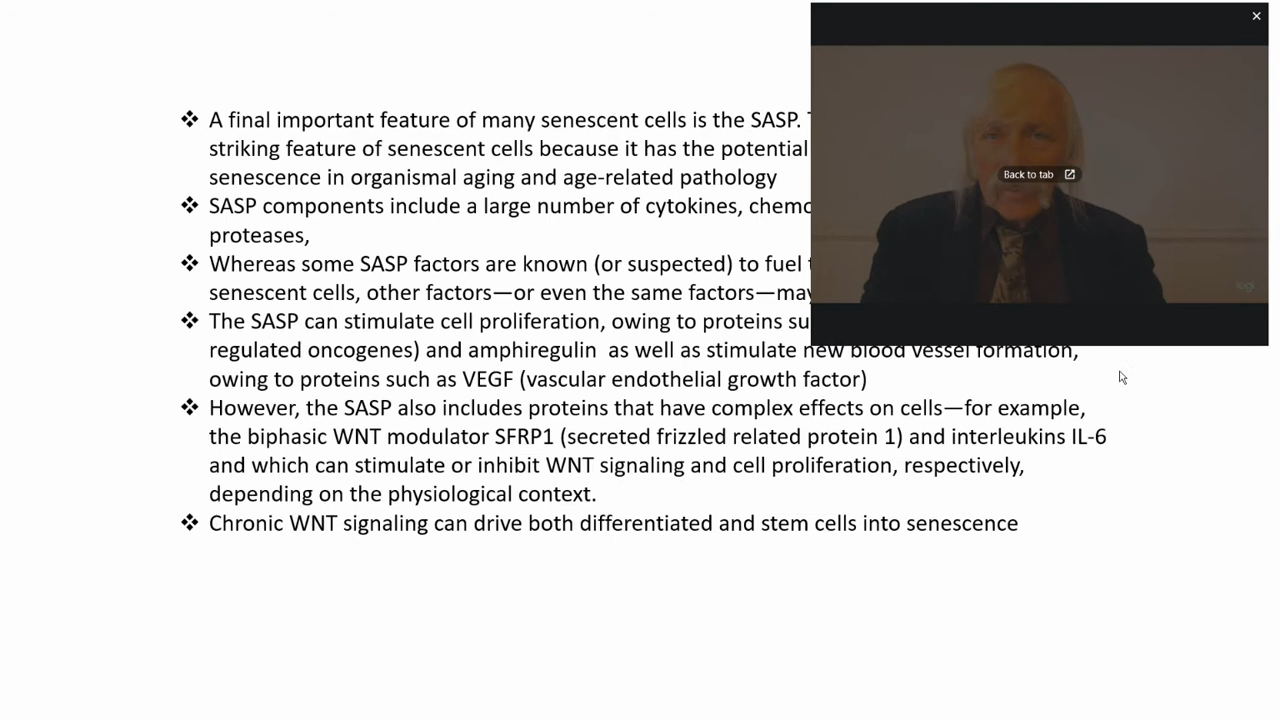 ❖ A final important feature of many senescent cells is the SASP.
striking feature of senescent cells because it has the potential
senescence in organismal aging and age-related pathology
❖ SASP components include a large number of cytokines,
proteases,
❖ Whereas some SASP factors are known (or suspected) to fuel
senescent cells, other factors—or even the same factors—may
❖ The SASP can stimulate cell proliferation, owing to proteins
regulated oncogenes) and amphiregulin as well as stimulate new blood vessel formation,
owing to proteins such as VEGF (vascular endothelial growth factor)
❖ However, the SASP also includes proteins that have complex effects on cells—for example,
the biphasic WNT modulator SFRP1 (secreted frizzled related protein 1) and interleukins IL-6
and which can stimulate or inhibit WNT signaling and cell proliferation, respectively,
depending on the physiological context.
❖ Chronic WNT signaling can drive both differentiated and stem cells into senescence
Back to tab